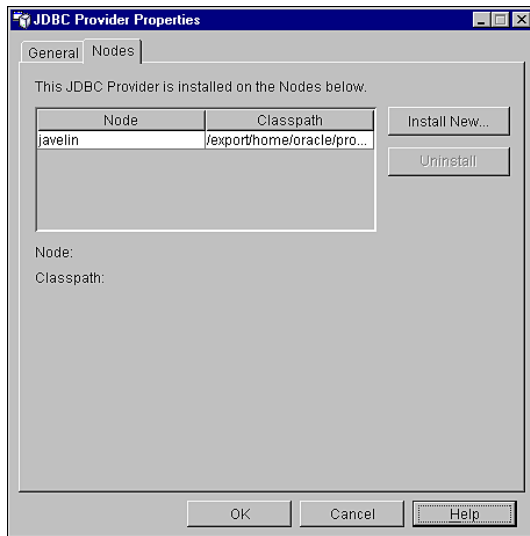 JDBC Provider Properties
General Nodes
This JDBC Provider is installed on the Nodes below.
Node Classpath
javelin /export/home/oracle/pro...
Install New...
Uninstall
Node:
Classpath:
OK Cancel Help